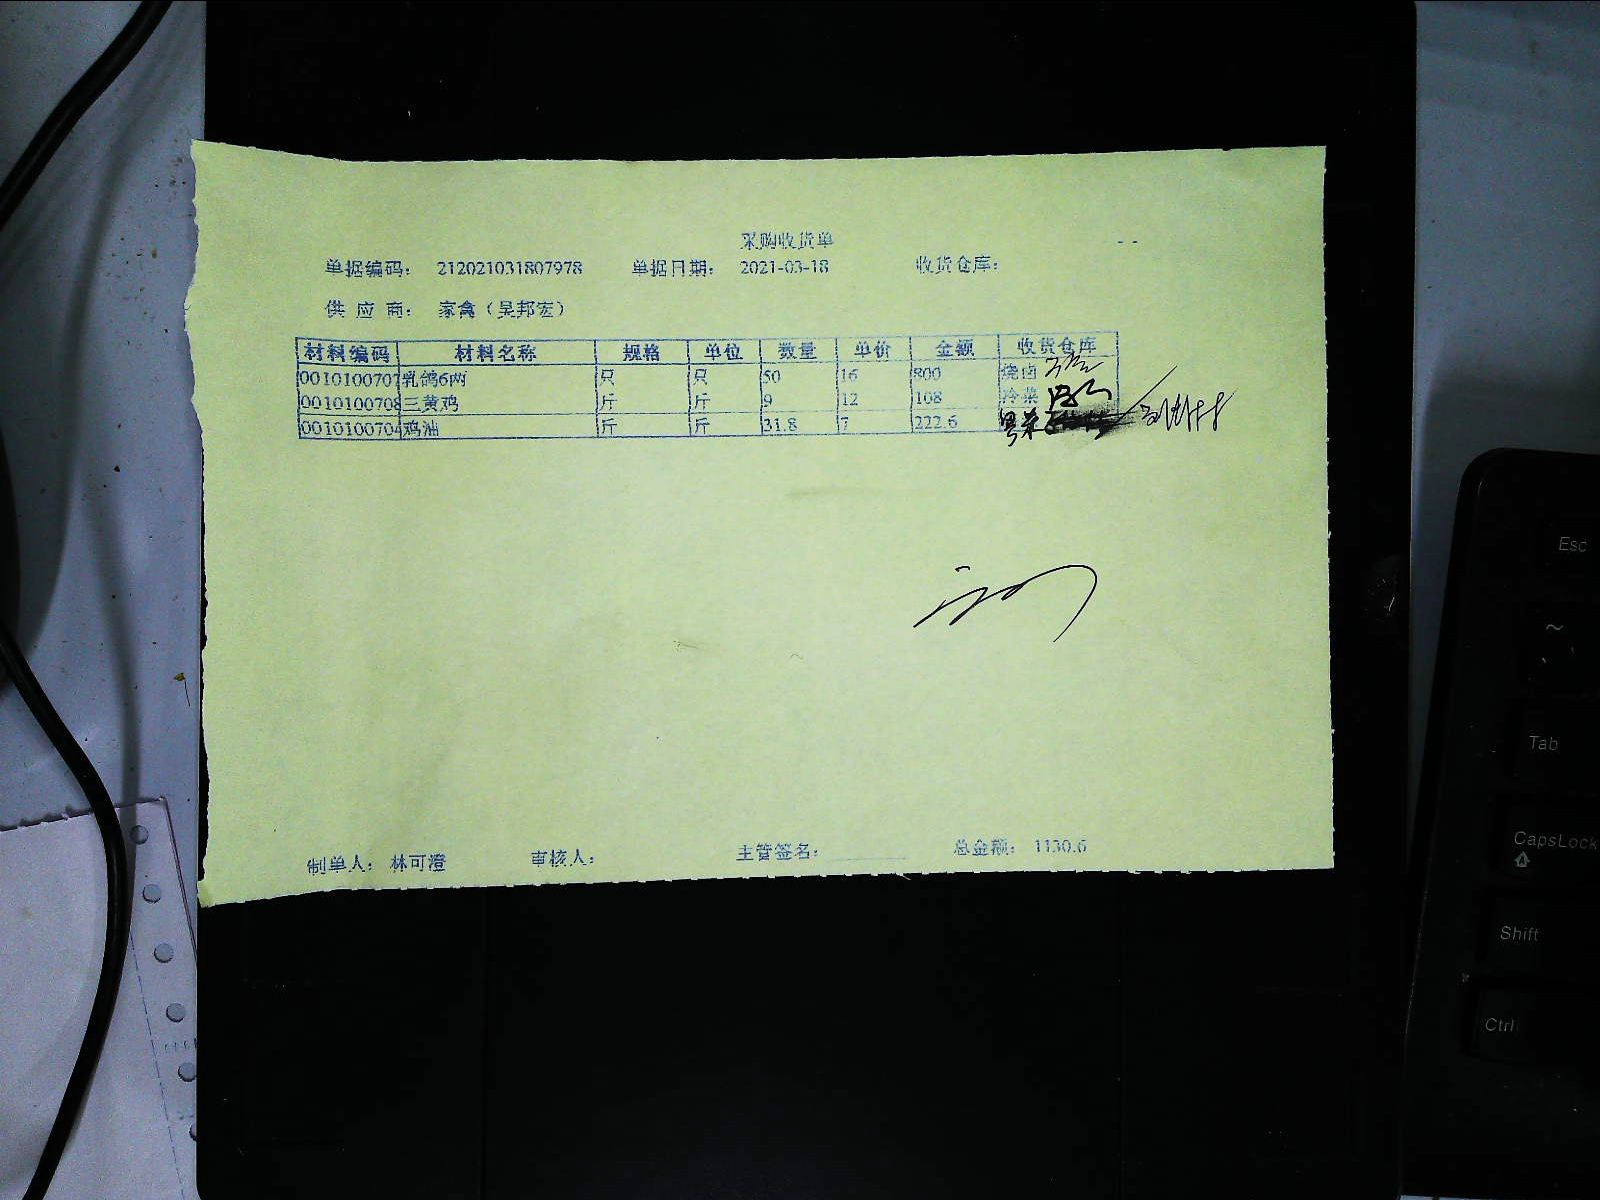 采购收货单
单据编码： 212021031807978 单据日期： 2021-03-18 收货仓库：
供 应 商： 家禽（吴邦宏）
材料编码 材料名称 规格 单位 数量 单价 金额 收货仓库
0010100707 乳鸽6两 只 只 50 16 800 烧卤
0010100708 三黄鸡 斤 斤 9 12 108 冷菜
0010100704 鸡油 斤 斤 31.8 7 222.6 粤菜
制单人： 林可澄 审核人： 主管签名： 总金额： 1130.6
Esc
~
Tab
CapsLock
Shift
Ctrl